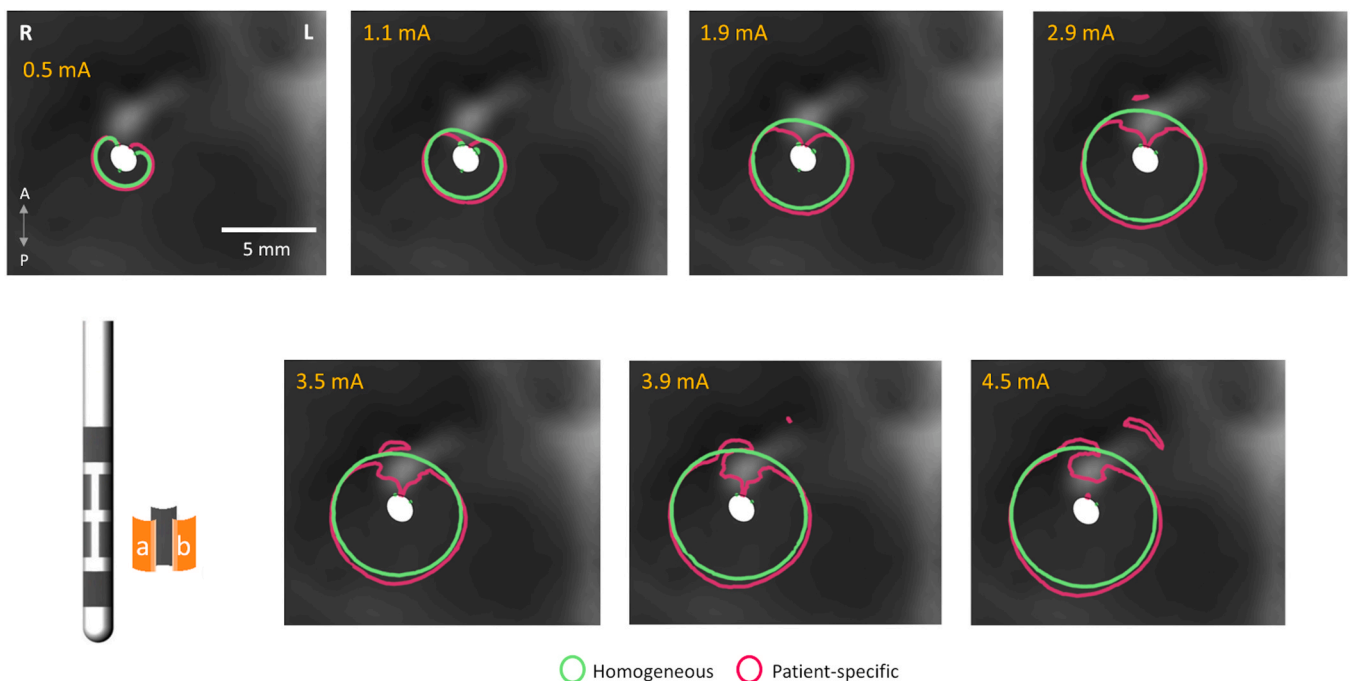 R L
0.5 mA
A
P
5 mm
1.1 mA
1.9 mA
2.9 mA
a b
3.5 mA
3.9 mA
4.5 mA
Homogeneous Patient-specific